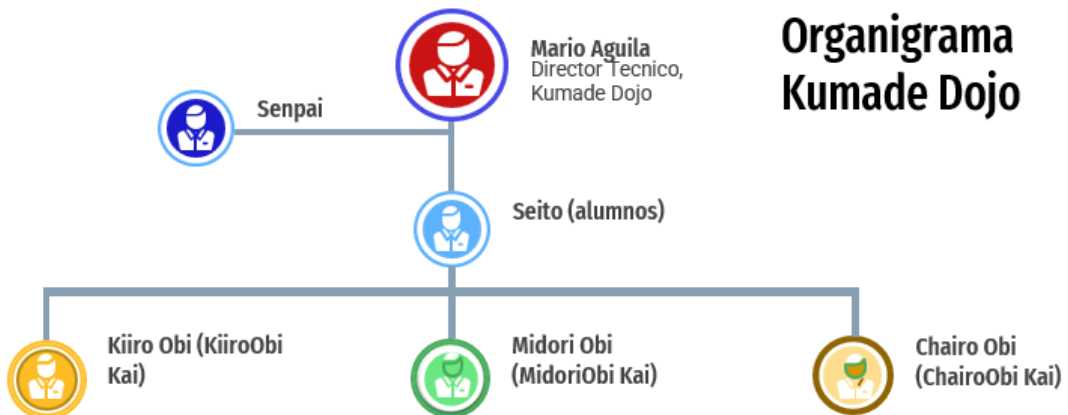 Organigrama
Kumade Dojo
Mario Aguila
Director Tecnico,
Kumade Dojo
Senpai
Seito (alumnos)
Kiiro Obi (KiiroObi
Kai)
Midori Obi
(MidoriObi Kai)
Chairo Obi
(ChairoObi Kai)